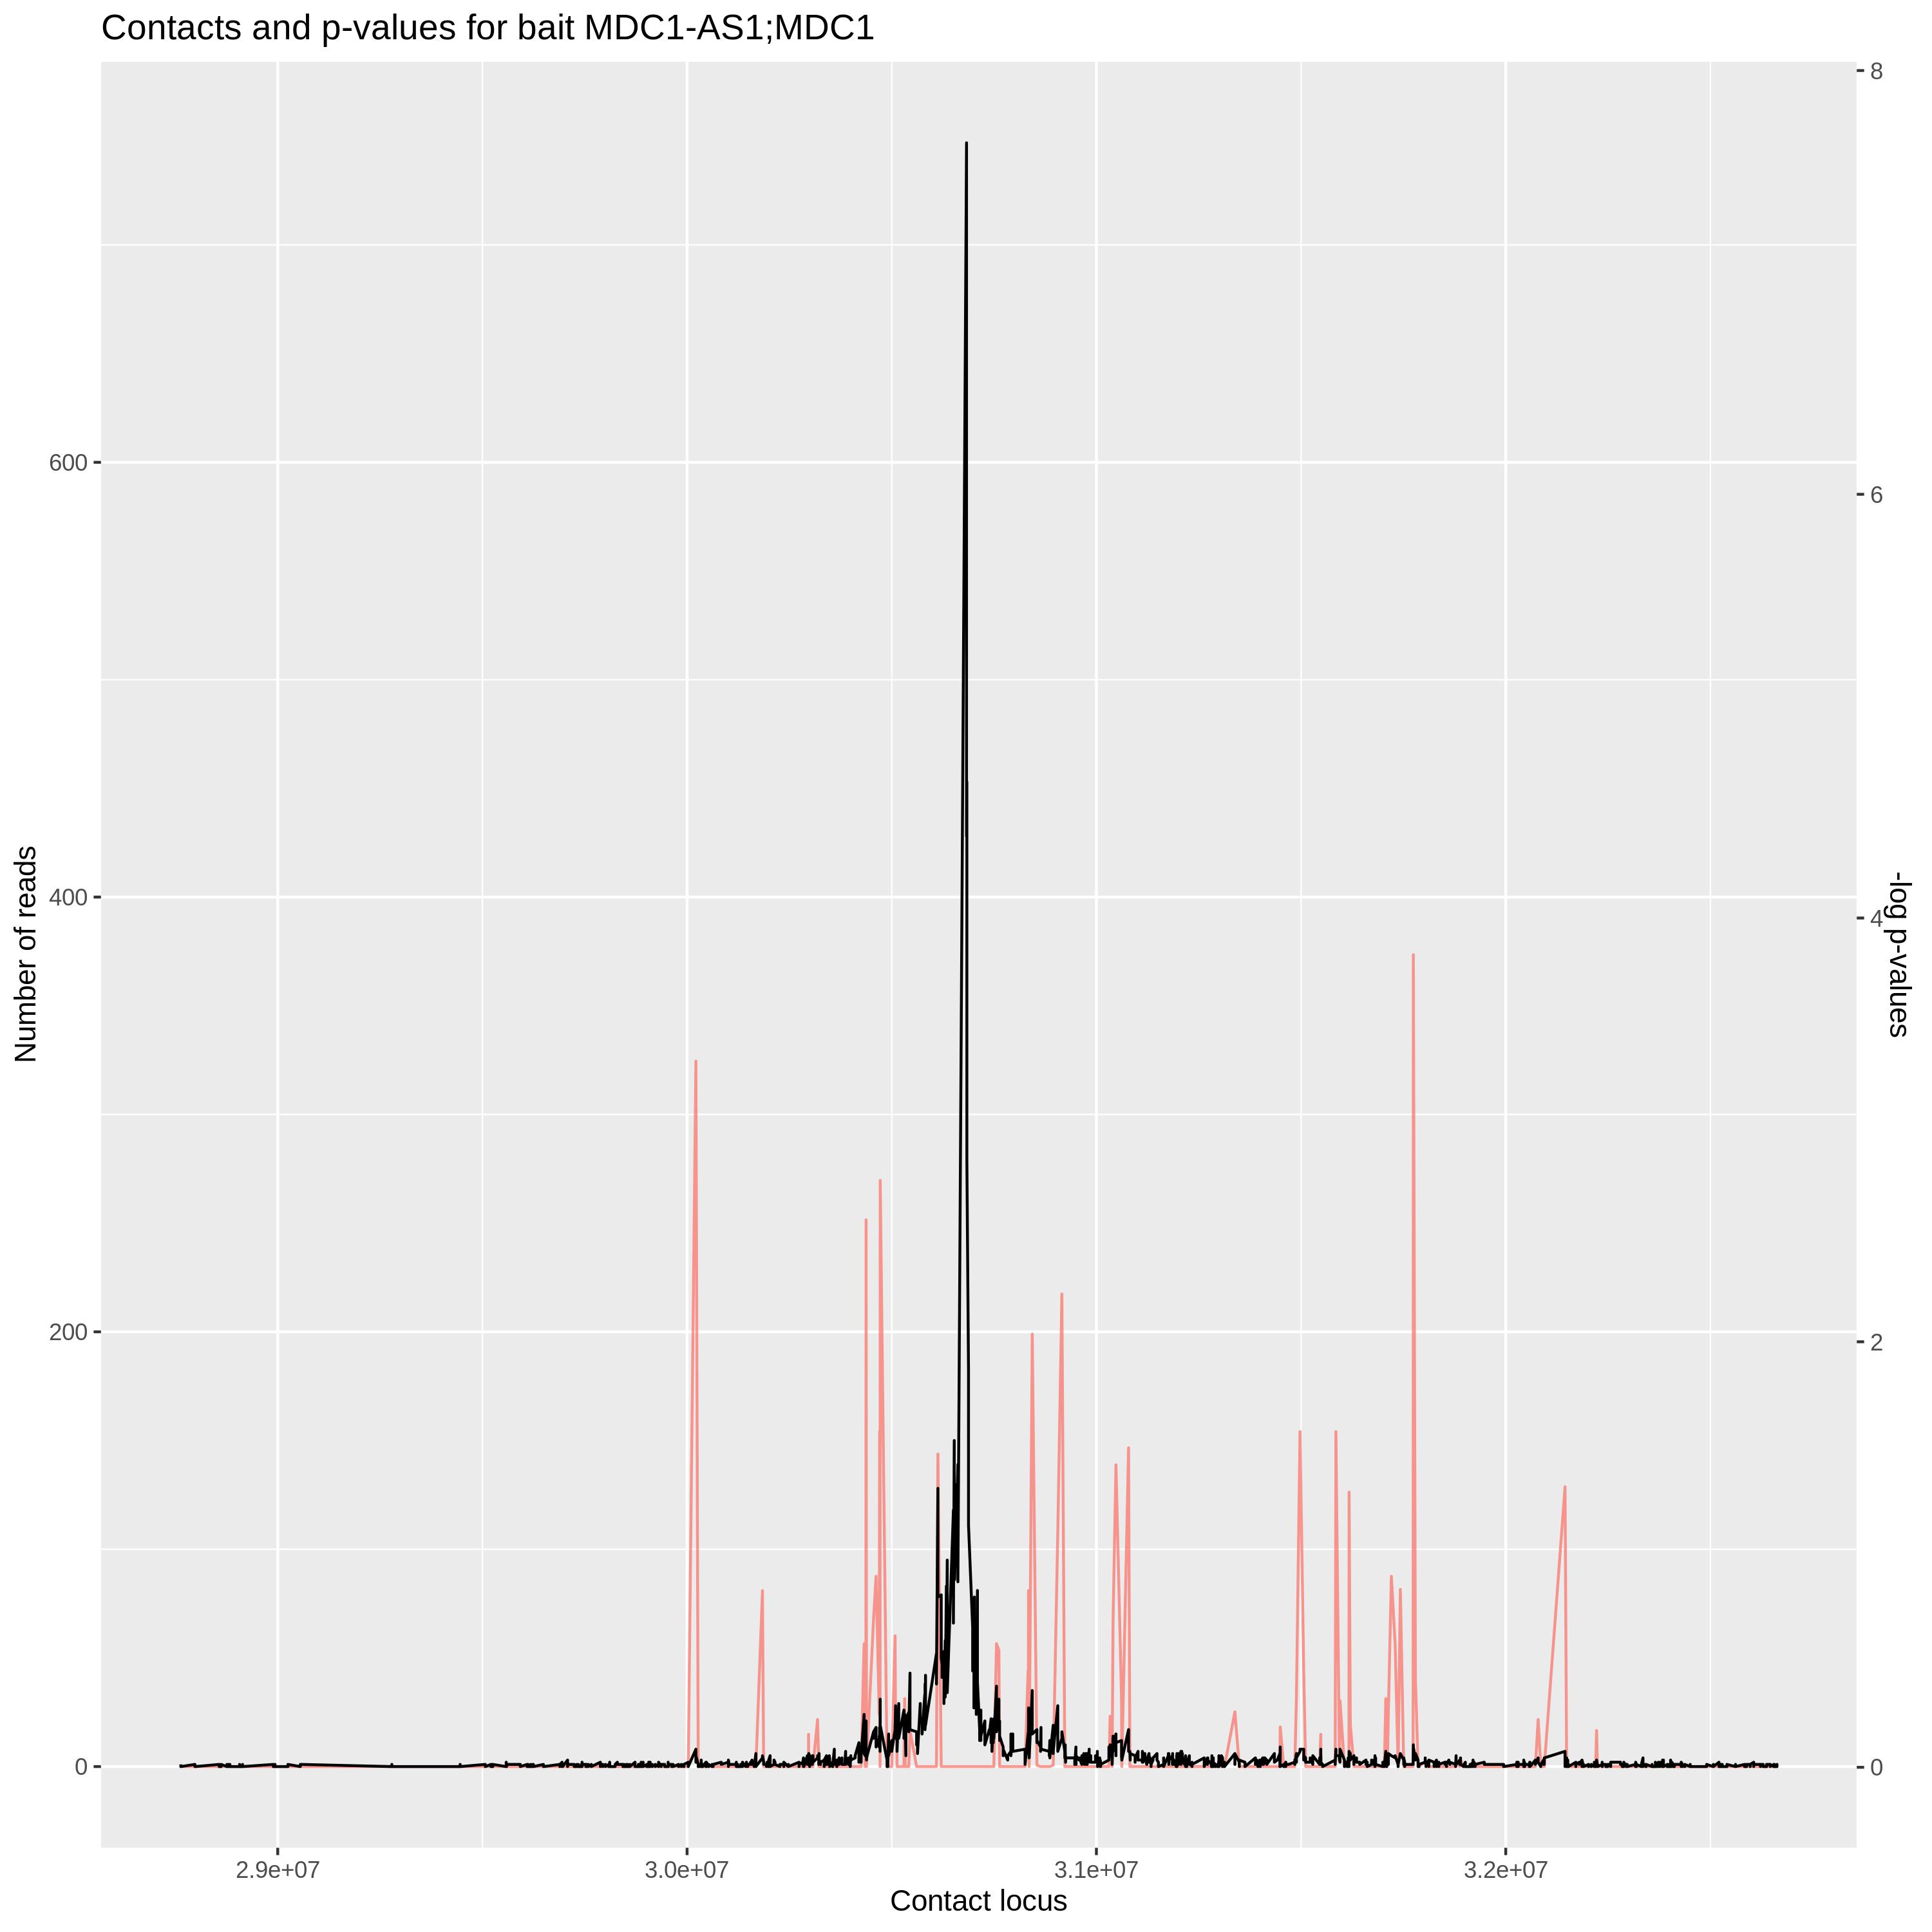 Contacts and p-values for bait MDC1-AS1;MDC1
8
600
6
Number of reads
400
4
-log p-values
200
2
0
0
2.9e+07
3.0e+07
3.1e+07
3.2e+07
Contact locus